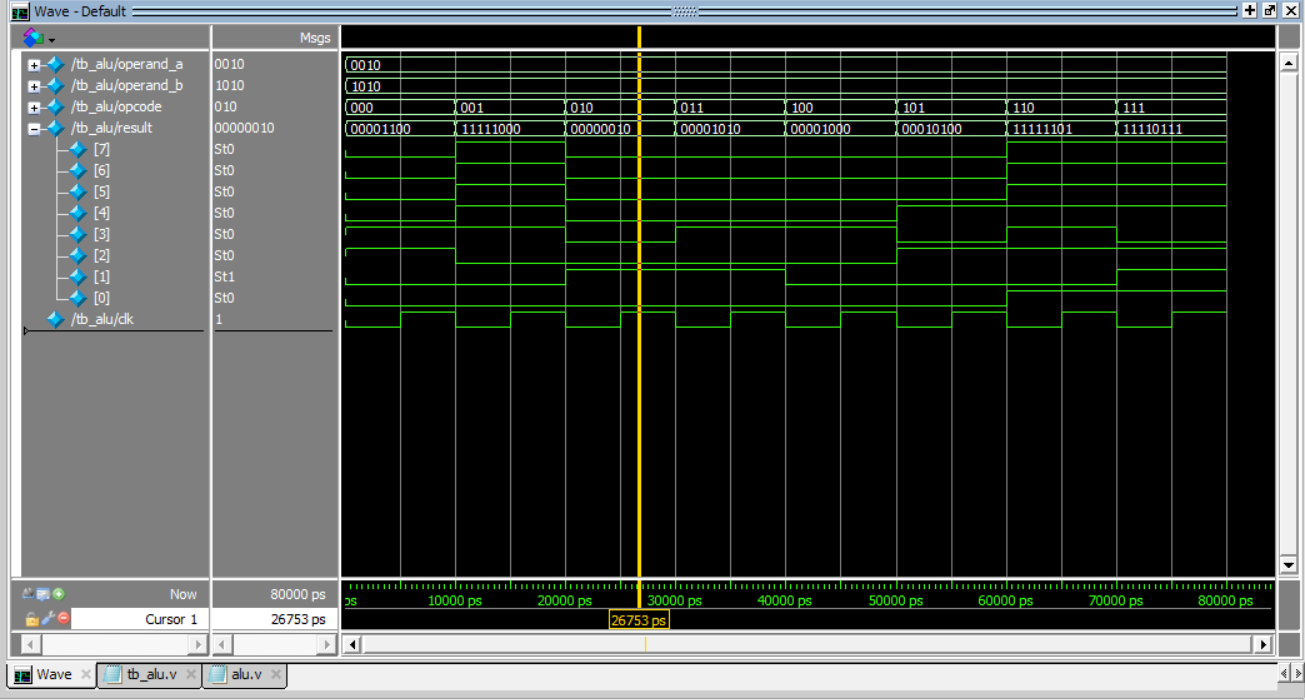 Wave - Default
Msgs
/tb_alu/operand_a 0010 0010
/tb_alu/operand_b 1010 1010
/tb_alu/opcode 010 000 001 010 011 100 101 110 111
/tb_alu/result 00000010 00001100 11111000 00000010 00001010 00001000 00010100 11111101 11110111
[7] St0
[6] St0
[5] St0
[4] St0
[3] St0
[2] St0
[1] St1
[0] St0
/tb_alu/clk 1
Now 80000 ps ps 10000 ps 20000 ps 30000 ps 40000 ps 50000 ps 60000 ps 70000 ps 80000 ps
Cursor 1 26753 ps 26753 ps
Wave tb_alu.v alu.v